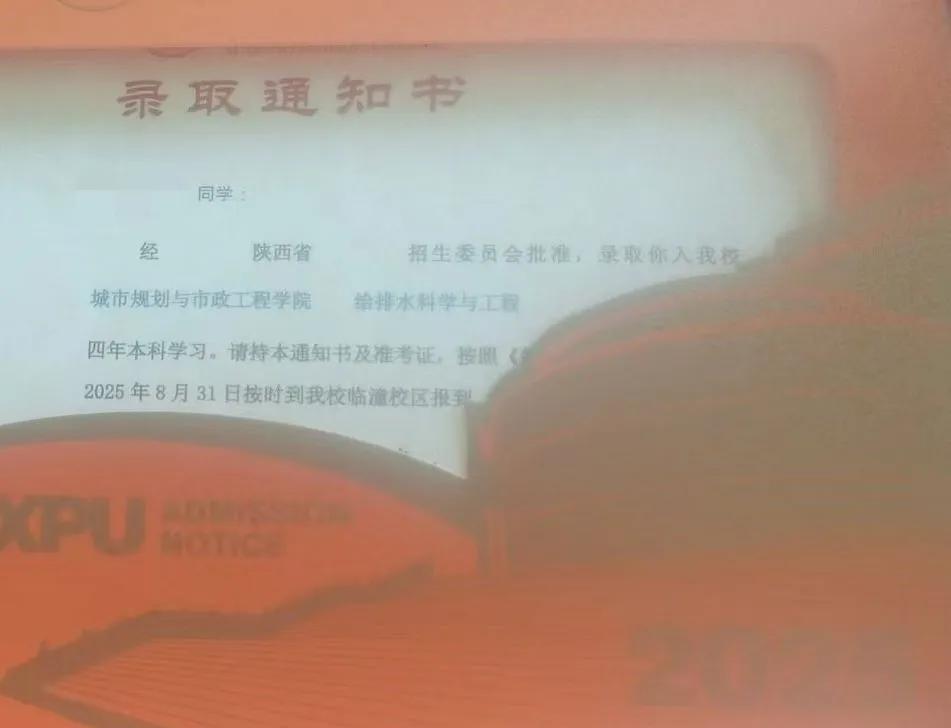 录取通知书
同学：
经 陕西省 招生委员会批准，录取你入我校
城市规划与市政工程学院 给排水科学与工程
四年本科学习。请持本通知书及准考证，按照《
2025 年 8 月 31 日按时到我校临潼校区报到
XPU ADMISSION
NOTICE
2025